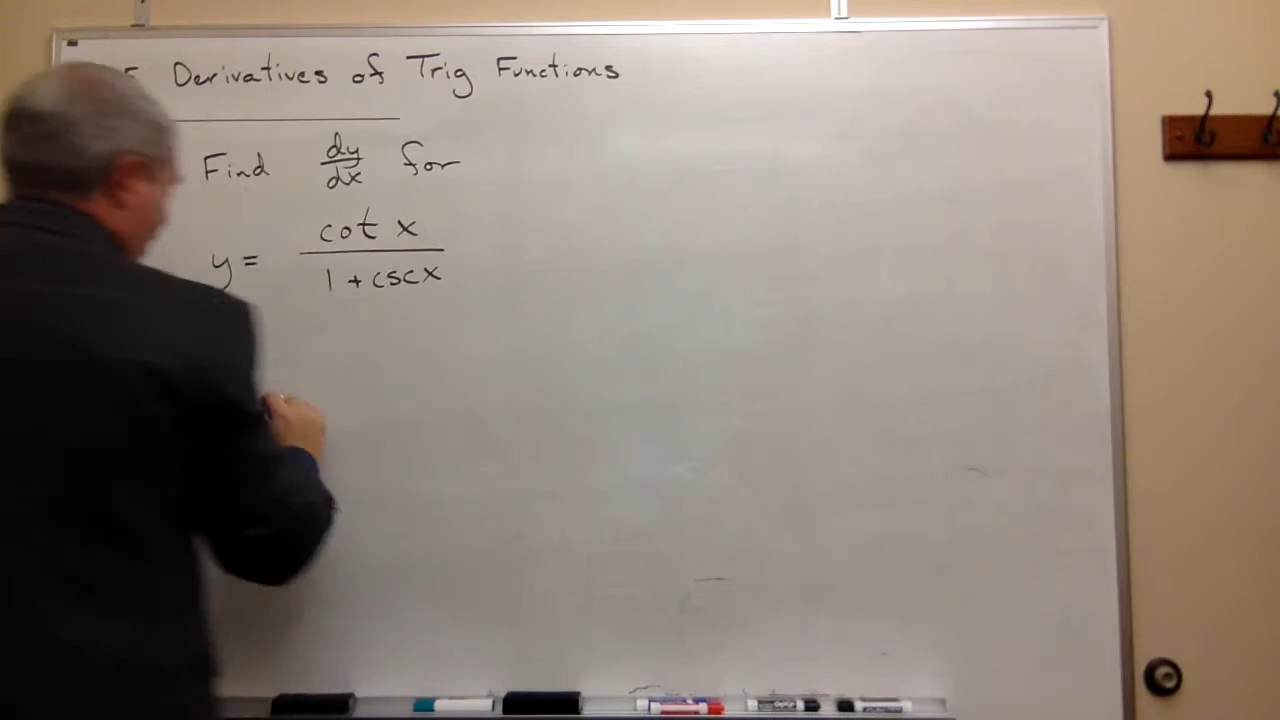 Derivatives of Trig Functions
Find dy/dx for
y = cot x / 1 + csc x